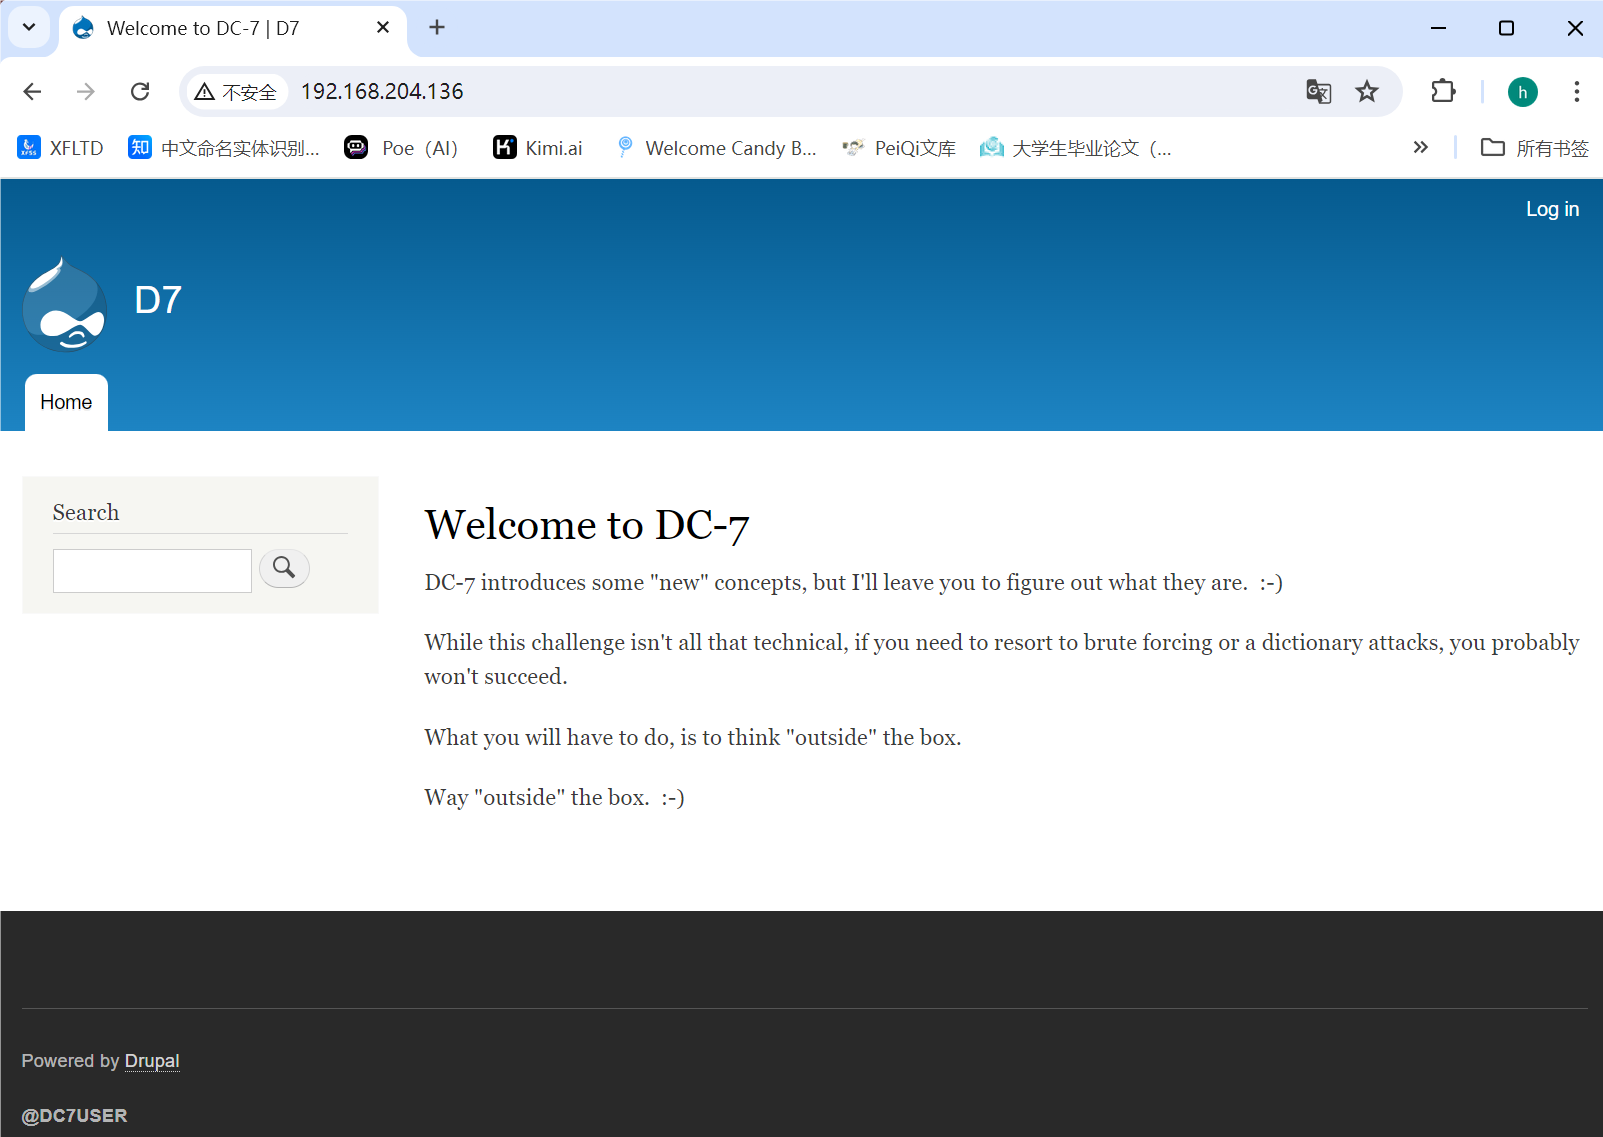 Welcome to DC-7 | D7
不安全 192.168.204.136
XFLTD 知 中文命名实体识别... Poe（AI） Kimi.ai Welcome Candy B... PeiQi文库 大学生毕业论文（... 所有书签
h
Log in
D7
Home
Search
Welcome to DC-7
DC-7 introduces some "new" concepts, but I'll leave you to figure out what they are.  :-)
While this challenge isn't all that technical, if you need to resort to brute forcing or a dictionary attacks, you probably
won't succeed.
What you will have to do, is to think "outside" the box.
Way "outside" the box.  :-)
Powered by Drupal
@DC7USER